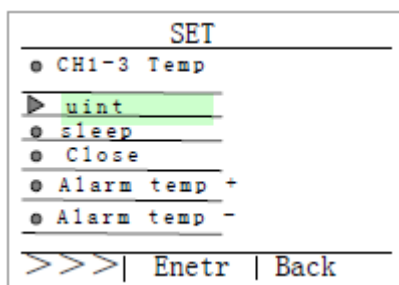 SET
CH1-3 Temp
uint
sleep
Close
Alarm temp +
Alarm temp -
>>>| Enetr | Back